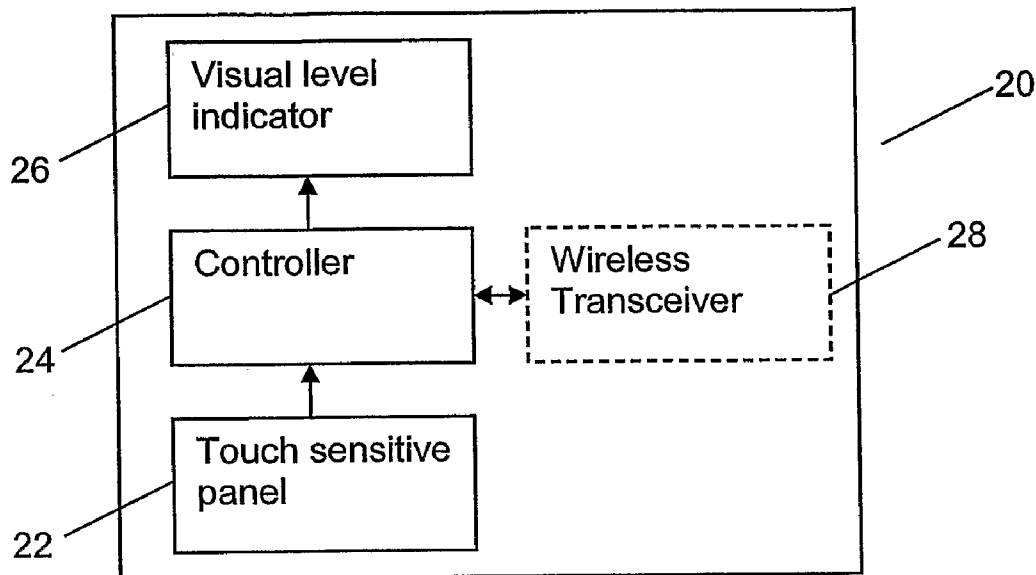 Visual level
indicator
20
26
Controller
Wireless
Transceiver
28
24
Touch sensitive
panel
22